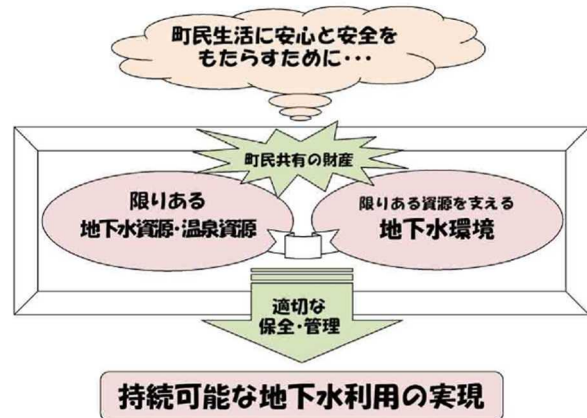 町民生活に安心と安全を
もたらすために･･･
町民共有の財産
限りある
地下水資源･温泉資源
限りある資源を支える
地下水環境
適切な
保全･管理
持続可能な地下水利用の実現